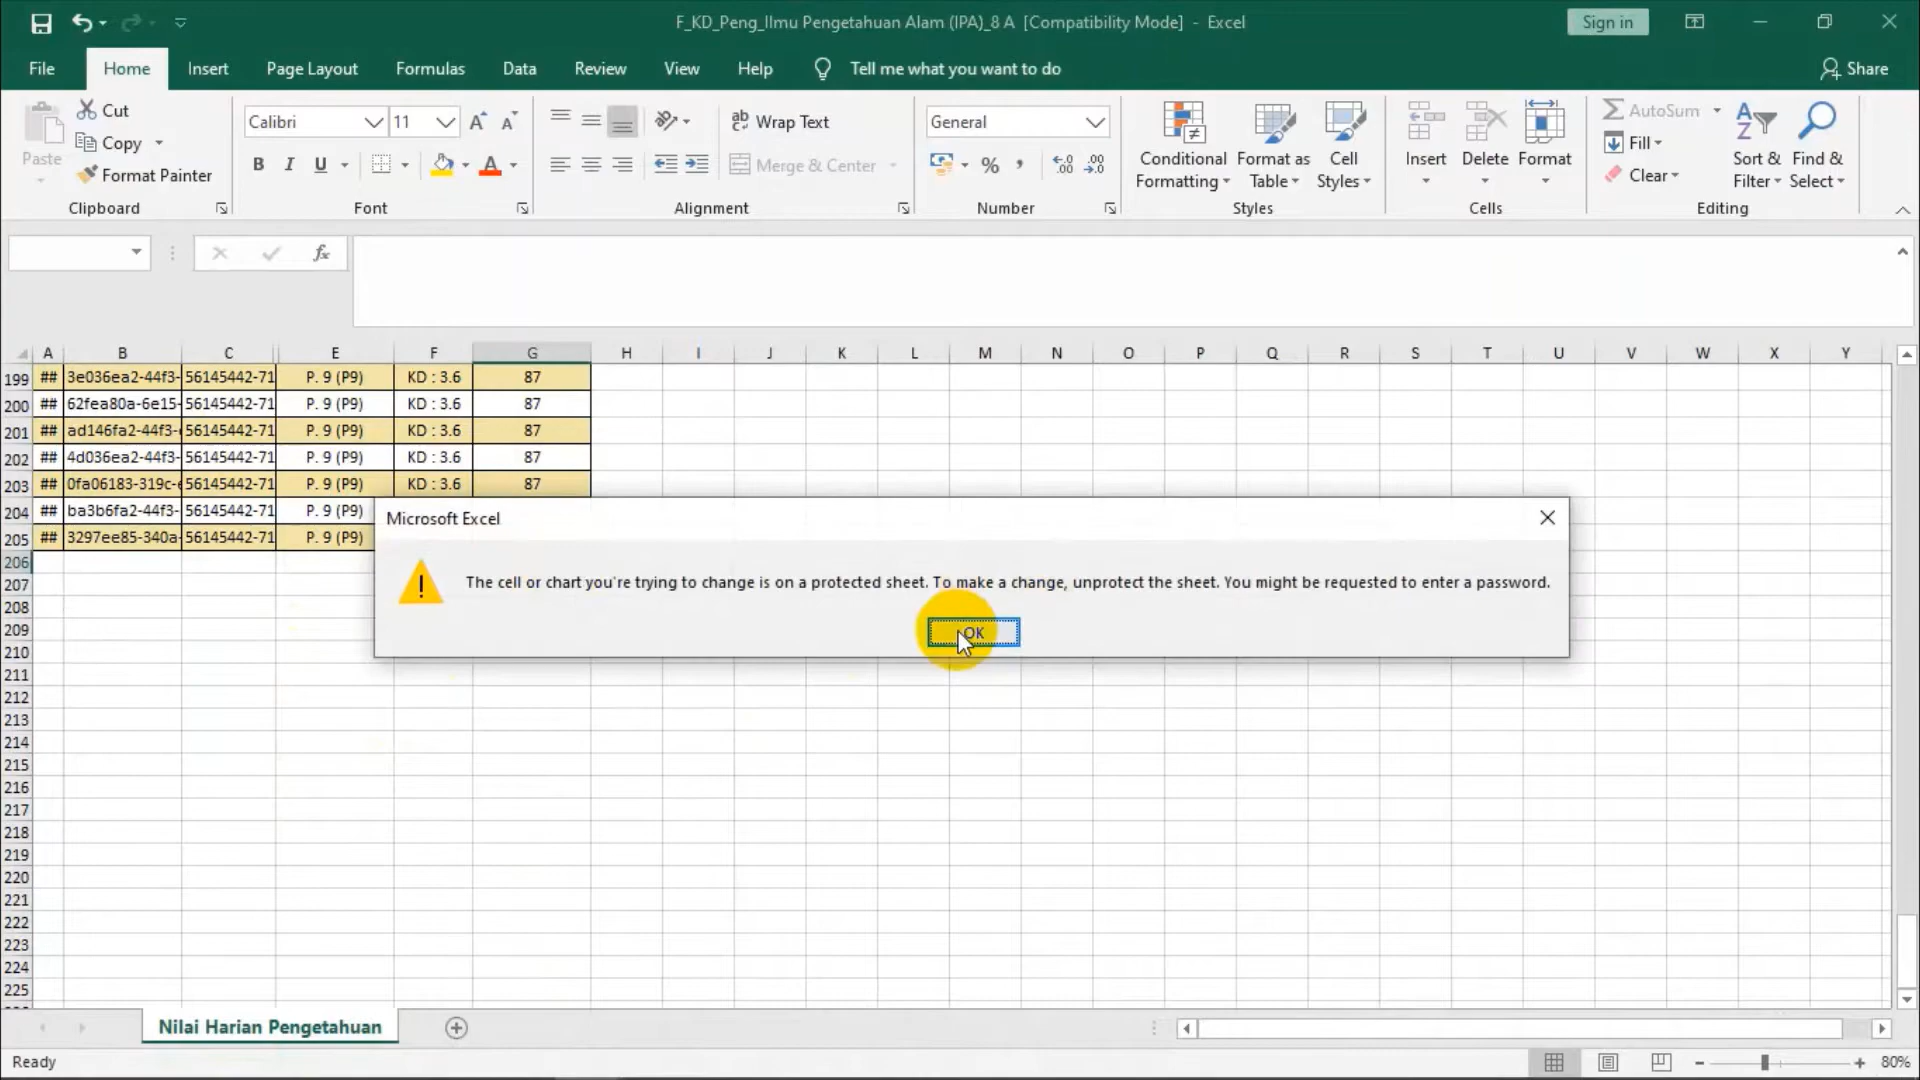 F_KD_Peng_Ilmu Pengetahuan Alam (IPA)_8 A [Compatibility Mode] - Excel
Sign in
File Home Insert Page Layout Formulas Data Review View Help Tell me what you want to do Share
Paste
Cut
Copy
Format Painter
Clipboard
Calibri 11
B I U
Font
Wrap Text
Merge & Center
Alignment
General
Number
Conditional Formatting
Format as Table
Cell Styles
Styles
Insert Delete Format
Cells
AutoSum
Fill
Clear
Sort & Filter
Find & Select
Editing
fx
A B C E F G H I J K L M N O P Q R S T U V W X Y
199 ## 3e036ea2-44f3- 56145442-71 P. 9 (P9) KD : 3.6 87
200 ## 62fea80a-6e15- 56145442-71 P. 9 (P9) KD : 3.6 87
201 ## ad146fa2-44f3- 56145442-71 P. 9 (P9) KD : 3.6 87
202 ## 4d036ea2-44f3- 56145442-71 P. 9 (P9) KD : 3.6 87
203 ## 0fa06183-319c- 56145442-71 P. 9 (P9) KD : 3.6 87
204 ## ba3b6fa2-44f3- 56145442-71 P. 9 (P9)
205 ## 3297ee85-340a- 56145442-71 P. 9 (P9)
206
207
208
209
210
211
212
213
214
215
216
217
218
219
220
221
222
223
224
225
Microsoft Excel
The cell or chart you're trying to change is on a protected sheet. To make a change, unprotect the sheet. You might be requested to enter a password.
OK
Nilai Harian Pengetahuan
Ready
80%